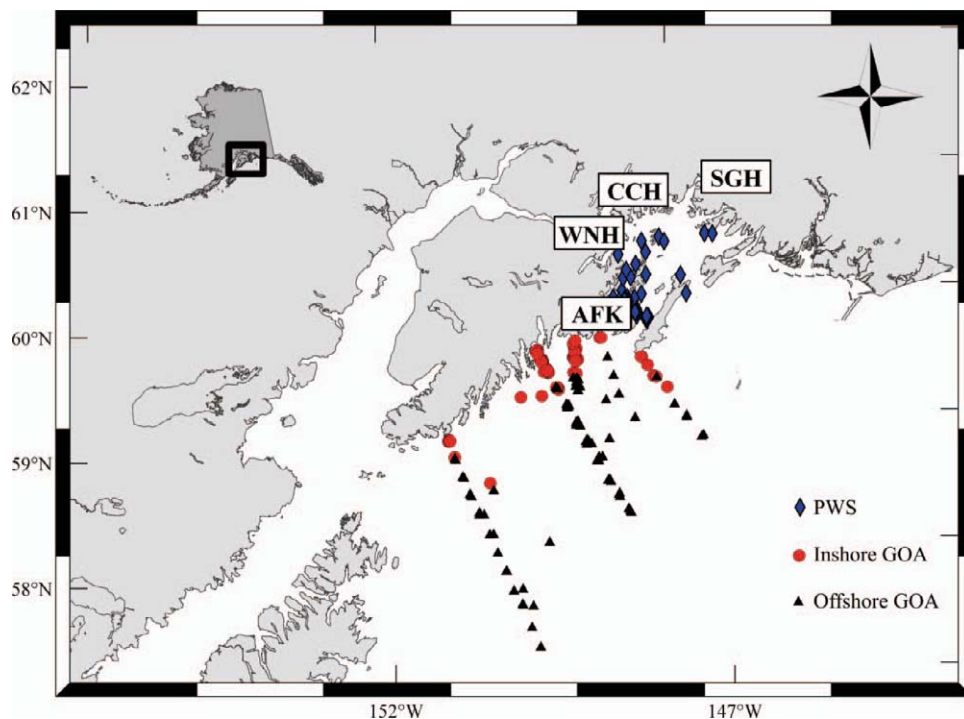 62°N
61°N
60°N
59°N
58°N
SGH
CCH
WNH
AFK
PWS
Inshore GOA
Offshore GOA
152°W
147°W